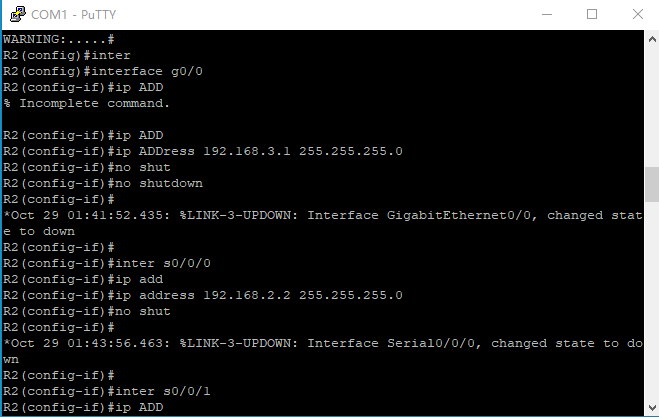 COM1 - PuTTY
WARNING:.....#
R2(config)#inter
R2(config)#interface g0/0
R2(config-if)#ip ADD
% Incomplete command.
R2(config-if)#ip ADD
R2(config-if)#ip ADDress 192.168.3.1 255.255.255.0
R2(config-if)#no shut
R2(config-if)#no shutdown
R2(config-if)#
*Oct 29 01:41:52.435: %LINK-3-UPDOWN: Interface GigabitEthernet0/0, changed stat
e to down
R2(config-if)#
R2(config-if)#inter s0/0/0
R2(config-if)#ip add
R2(config-if)#ip address 192.168.2.2 255.255.255.0
R2(config-if)#no shut
R2(config-if)#
*Oct 29 01:43:56.463: %LINK-3-UPDOWN: Interface Serial0/0/0, changed state to do
wn
R2(config-if)#
R2(config-if)#inter s0/0/1
R2(config-if)#ip ADD